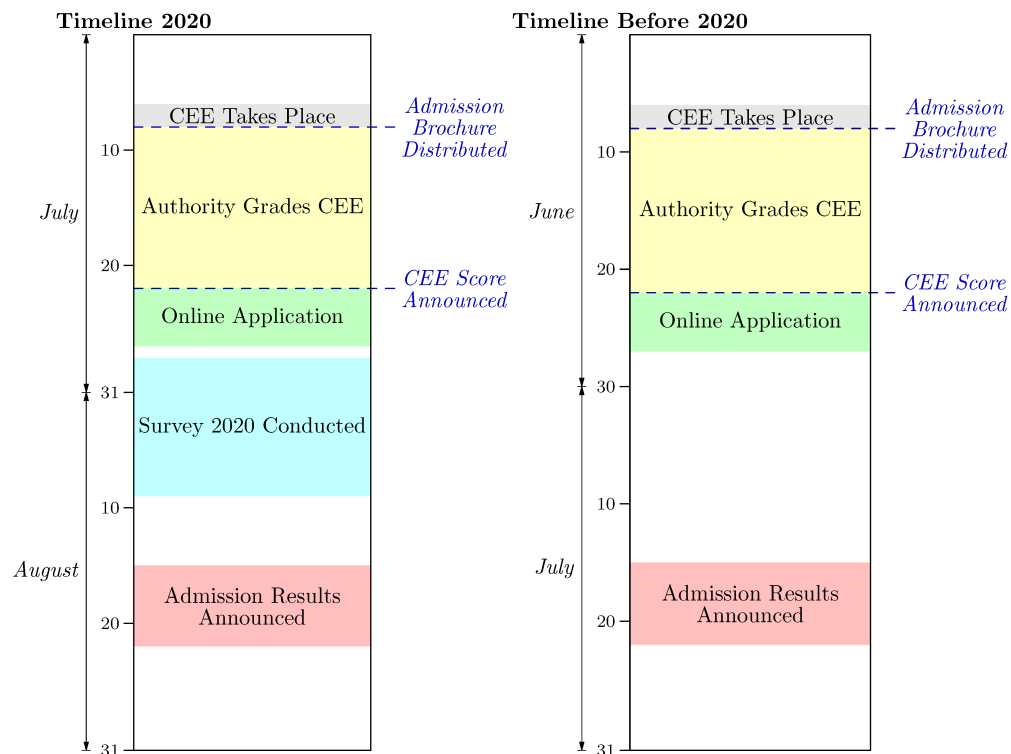 Timeline 2020
CEE Takes Place
Admission
Brochure
Distributed
10
Authority Grades CEE
July
20
CEE Score
Announced
Online Application
31
Survey 2020 Conducted
10
August
Admission Results
Announced
20
31
Timeline Before 2020
CEE Takes Place
Admission
Brochure
Distributed
10
Authority Grades CEE
June
20
CEE Score
Announced
Online Application
30
10
July
Admission Results
Announced
20
31